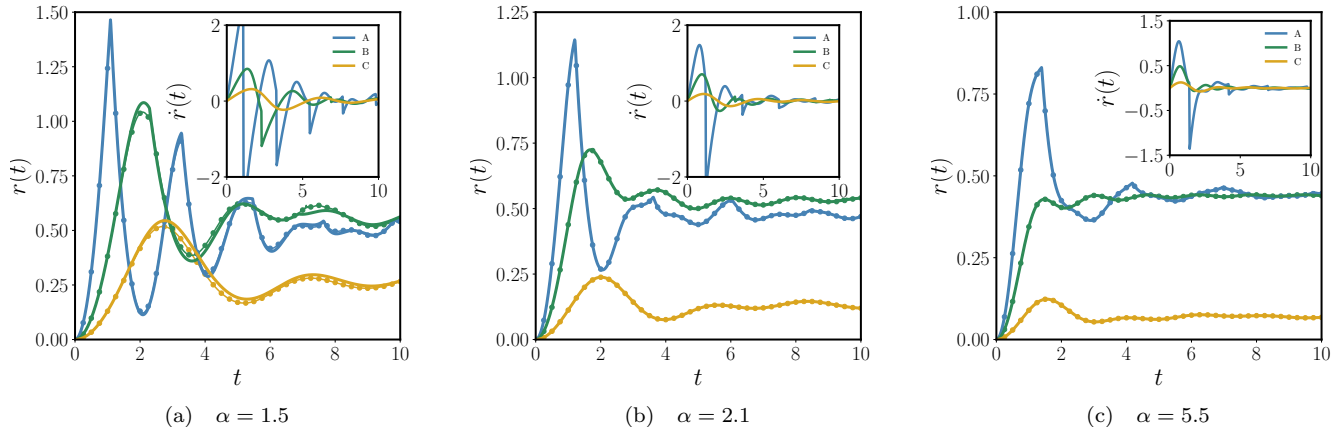 1.50
1.25
1.00
0.75
0.50
0.25
0.00
r(t)
0 2 4 6 8 10
t
2
0
−2
ṙ(t)
0 5 10
A
B
C
(a) α = 1.5
1.25
1.00
0.75
0.50
0.25
0.00
r(t)
0 2 4 6 8 10
t
2
0
−2
ṙ(t)
0 5 10
A
B
C
(b) α = 2.1
1.00
0.75
0.50
0.25
0.00
r(t)
0 2 4 6 8 10
t
1.5
0.5
−0.5
−1.5
ṙ(t)
0 5 10
A
B
C
(c) α = 5.5